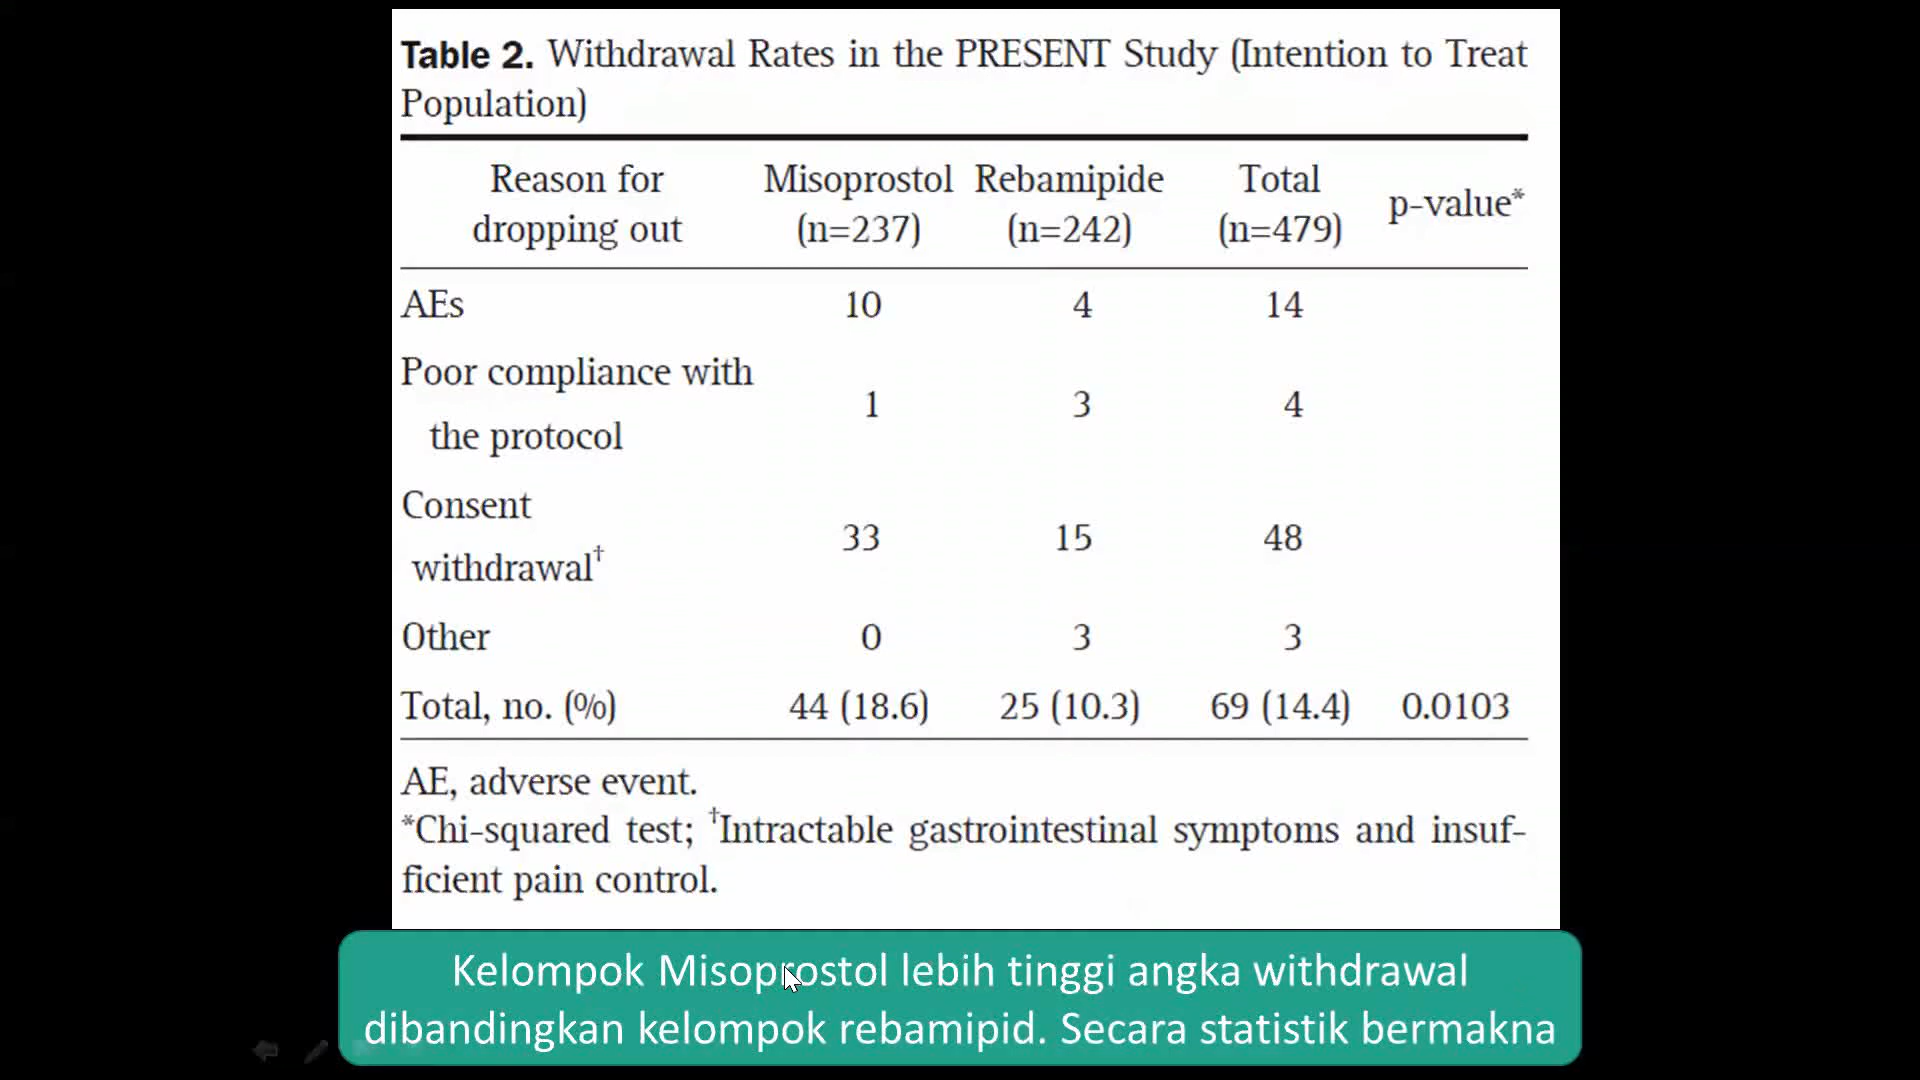 Table 2. Withdrawal Rates in the PRESENT Study (Intention to Treat
Population)
Reason for dropping out Misoprostol (n=237) Rebamipide (n=242) Total (n=479) p-value*
AEs 10 4 14
Poor compliance with the protocol 1 3 4
Consent withdrawal† 33 15 48
Other 0 3 3
Total, no. (%) 44 (18.6) 25 (10.3) 69 (14.4) 0.0103
AE, adverse event.
*Chi-squared test; †Intractable gastrointestinal symptoms and insuf-
ficient pain control.
Kelompok Misoprostol lebih tinggi angka withdrawal
dibandingkan kelompok rebamipid. Secara statistik bermakna